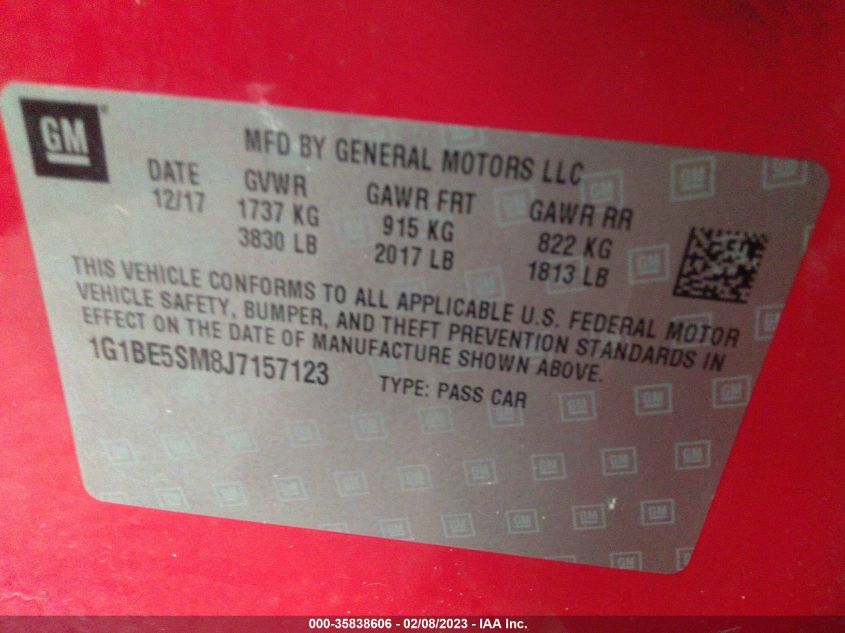 GM®
MFD BY GENERAL MOTORS LLC
DATE GVWR GAWR FRT GAWR RR
12/17 1737 KG 915 KG 822 KG
3830 LB 2017 LB 1813 LB
THIS VEHICLE CONFORMS TO ALL APPLICABLE U.S. FEDERAL MOTOR
VEHICLE SAFETY, BUMPER, AND THEFT PREVENTION STANDARDS IN
EFFECT ON THE DATE OF MANUFACTURE SHOWN ABOVE.
1G1BE5SM8J7157123 TYPE: PASS CAR
000-35838606 - 02/08/2023 - IAA Inc.